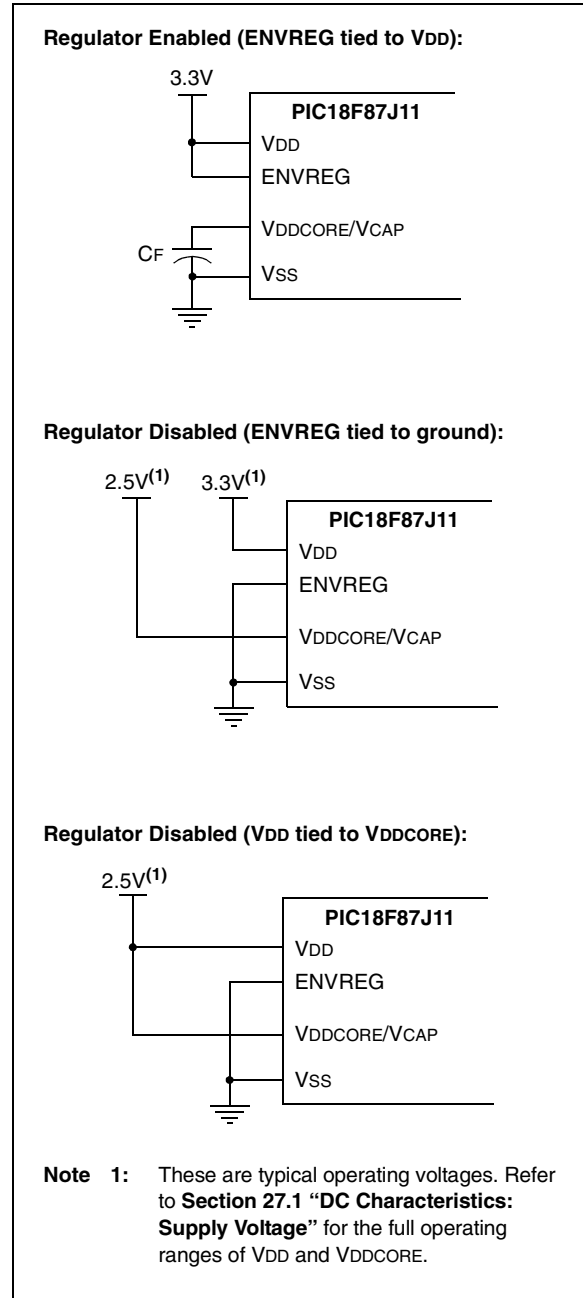 Regulator Enabled (ENVREG tied to VDD):
3.3V
PIC18F87J11
VDD
ENVREG
VDDCORE/VCAP
CF
VSS
Regulator Disabled (ENVREG tied to ground):
2.5V(1) 3.3V(1)
PIC18F87J11
VDD
ENVREG
VDDCORE/VCAP
VSS
Regulator Disabled (VDD tied to VDDCORE):
2.5V(1)
PIC18F87J11
VDD
ENVREG
VDDCORE/VCAP
VSS
Note 1: These are typical operating voltages. Refer
to Section 27.1 “DC Characteristics:
Supply Voltage” for the full operating
ranges of VDD and VDDCORE.